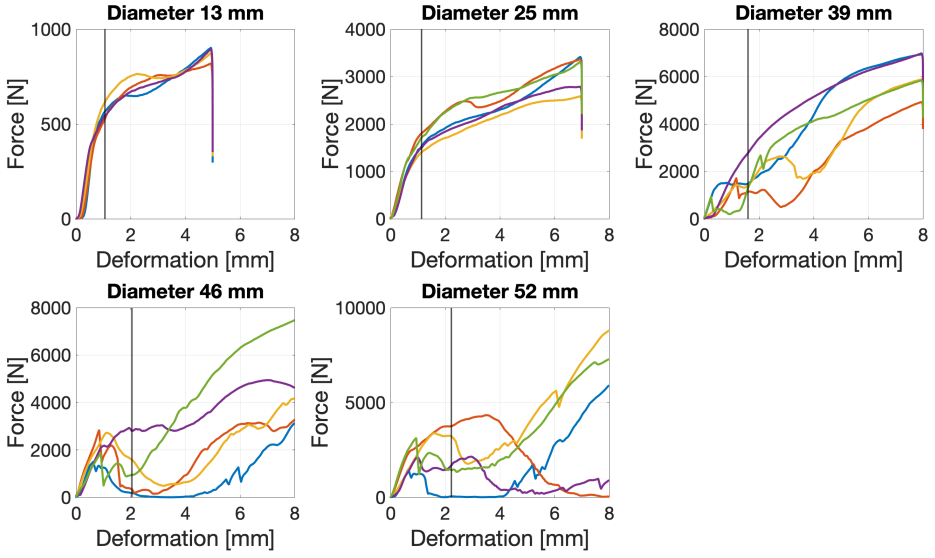 Diameter 13 mm
Force [N]
1000
500
0
0 2 4 6 8
Deformation [mm]
Diameter 25 mm
Force [N]
4000
3000
2000
1000
0
0 2 4 6 8
Deformation [mm]
Diameter 39 mm
Force [N]
8000
6000
4000
2000
0
0 2 4 6 8
Deformation [mm]
Diameter 46 mm
Force [N]
8000
6000
4000
2000
0
0 2 4 6 8
Deformation [mm]
Diameter 52 mm
Force [N]
10000
5000
0
0 2 4 6 8
Deformation [mm]